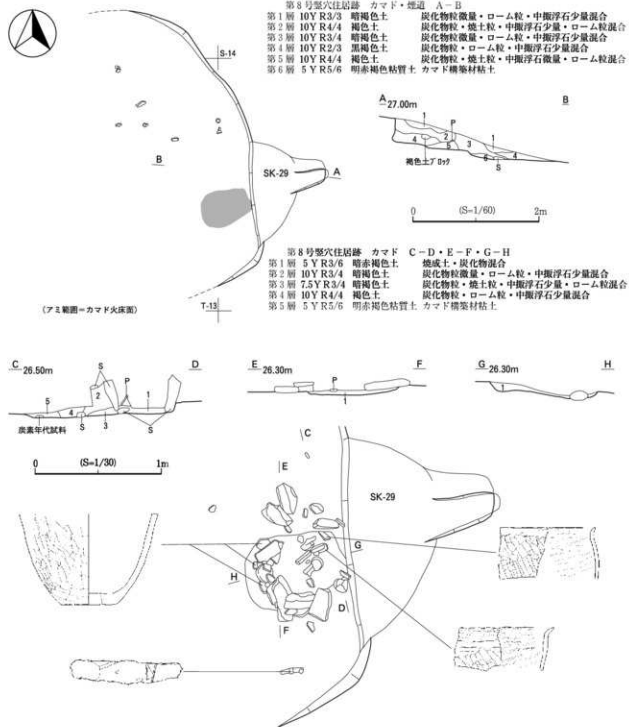 第8号竪穴住居跡 カマド・煙道 A-B
第1層 10YR3/3 暗褐色土 炭化物粒微量・ローム粒・中掫浮石少量混合
第2層 10YR4/4 褐色土 炭化物粒・焼土粒・中掫浮石少量・ローム粒混合
第3層 10YR3/4 暗褐色土 炭化物粒微量・ローム粒・中掫浮石少量混合
第4層 10YR2/3 黒褐色土 炭化物粒・ローム粒・中掫浮石少量混合
第5層 10YR4/4 褐色土 炭化物粒・焼土粒・中掫浮石微量・ローム粒混合
第6層 5YR5/6 明赤褐色粘質土 カマド構築材粘土
S-14
A 27.00m B
1
P
1
4 2 3
5 6 4
S
褐色土ブロック
B
SK-29
A
0 (S=1/60) 2m
第8号竪穴住居跡 カマド C-D・E-F・G-H
第1層 5YR3/6 暗赤褐色土 焼成土・炭化物混合
第2層 10YR3/4 暗褐色土 炭化物粒微量・ローム粒・中掫浮石少量混合
第3層 7.5YR3/4 暗褐色土 炭化物粒・焼土粒・中掫浮石少量・ローム粒混合
第4層 10YR4/4 褐色土 炭化物粒・ローム粒・中掫浮石少量混合
第5層 5YR5/6 明赤褐色粘質土 カマド構築材粘土
T-13
(アミ範囲=カマド火床面)
C 26.50m D
S
2 P 1
5 4
S 3 S
炭素年代試料
E 26.30m F
P
1
G 26.30m H
1
0 (S=1/30) 1m
C
E
SK-29
G
H
D
F